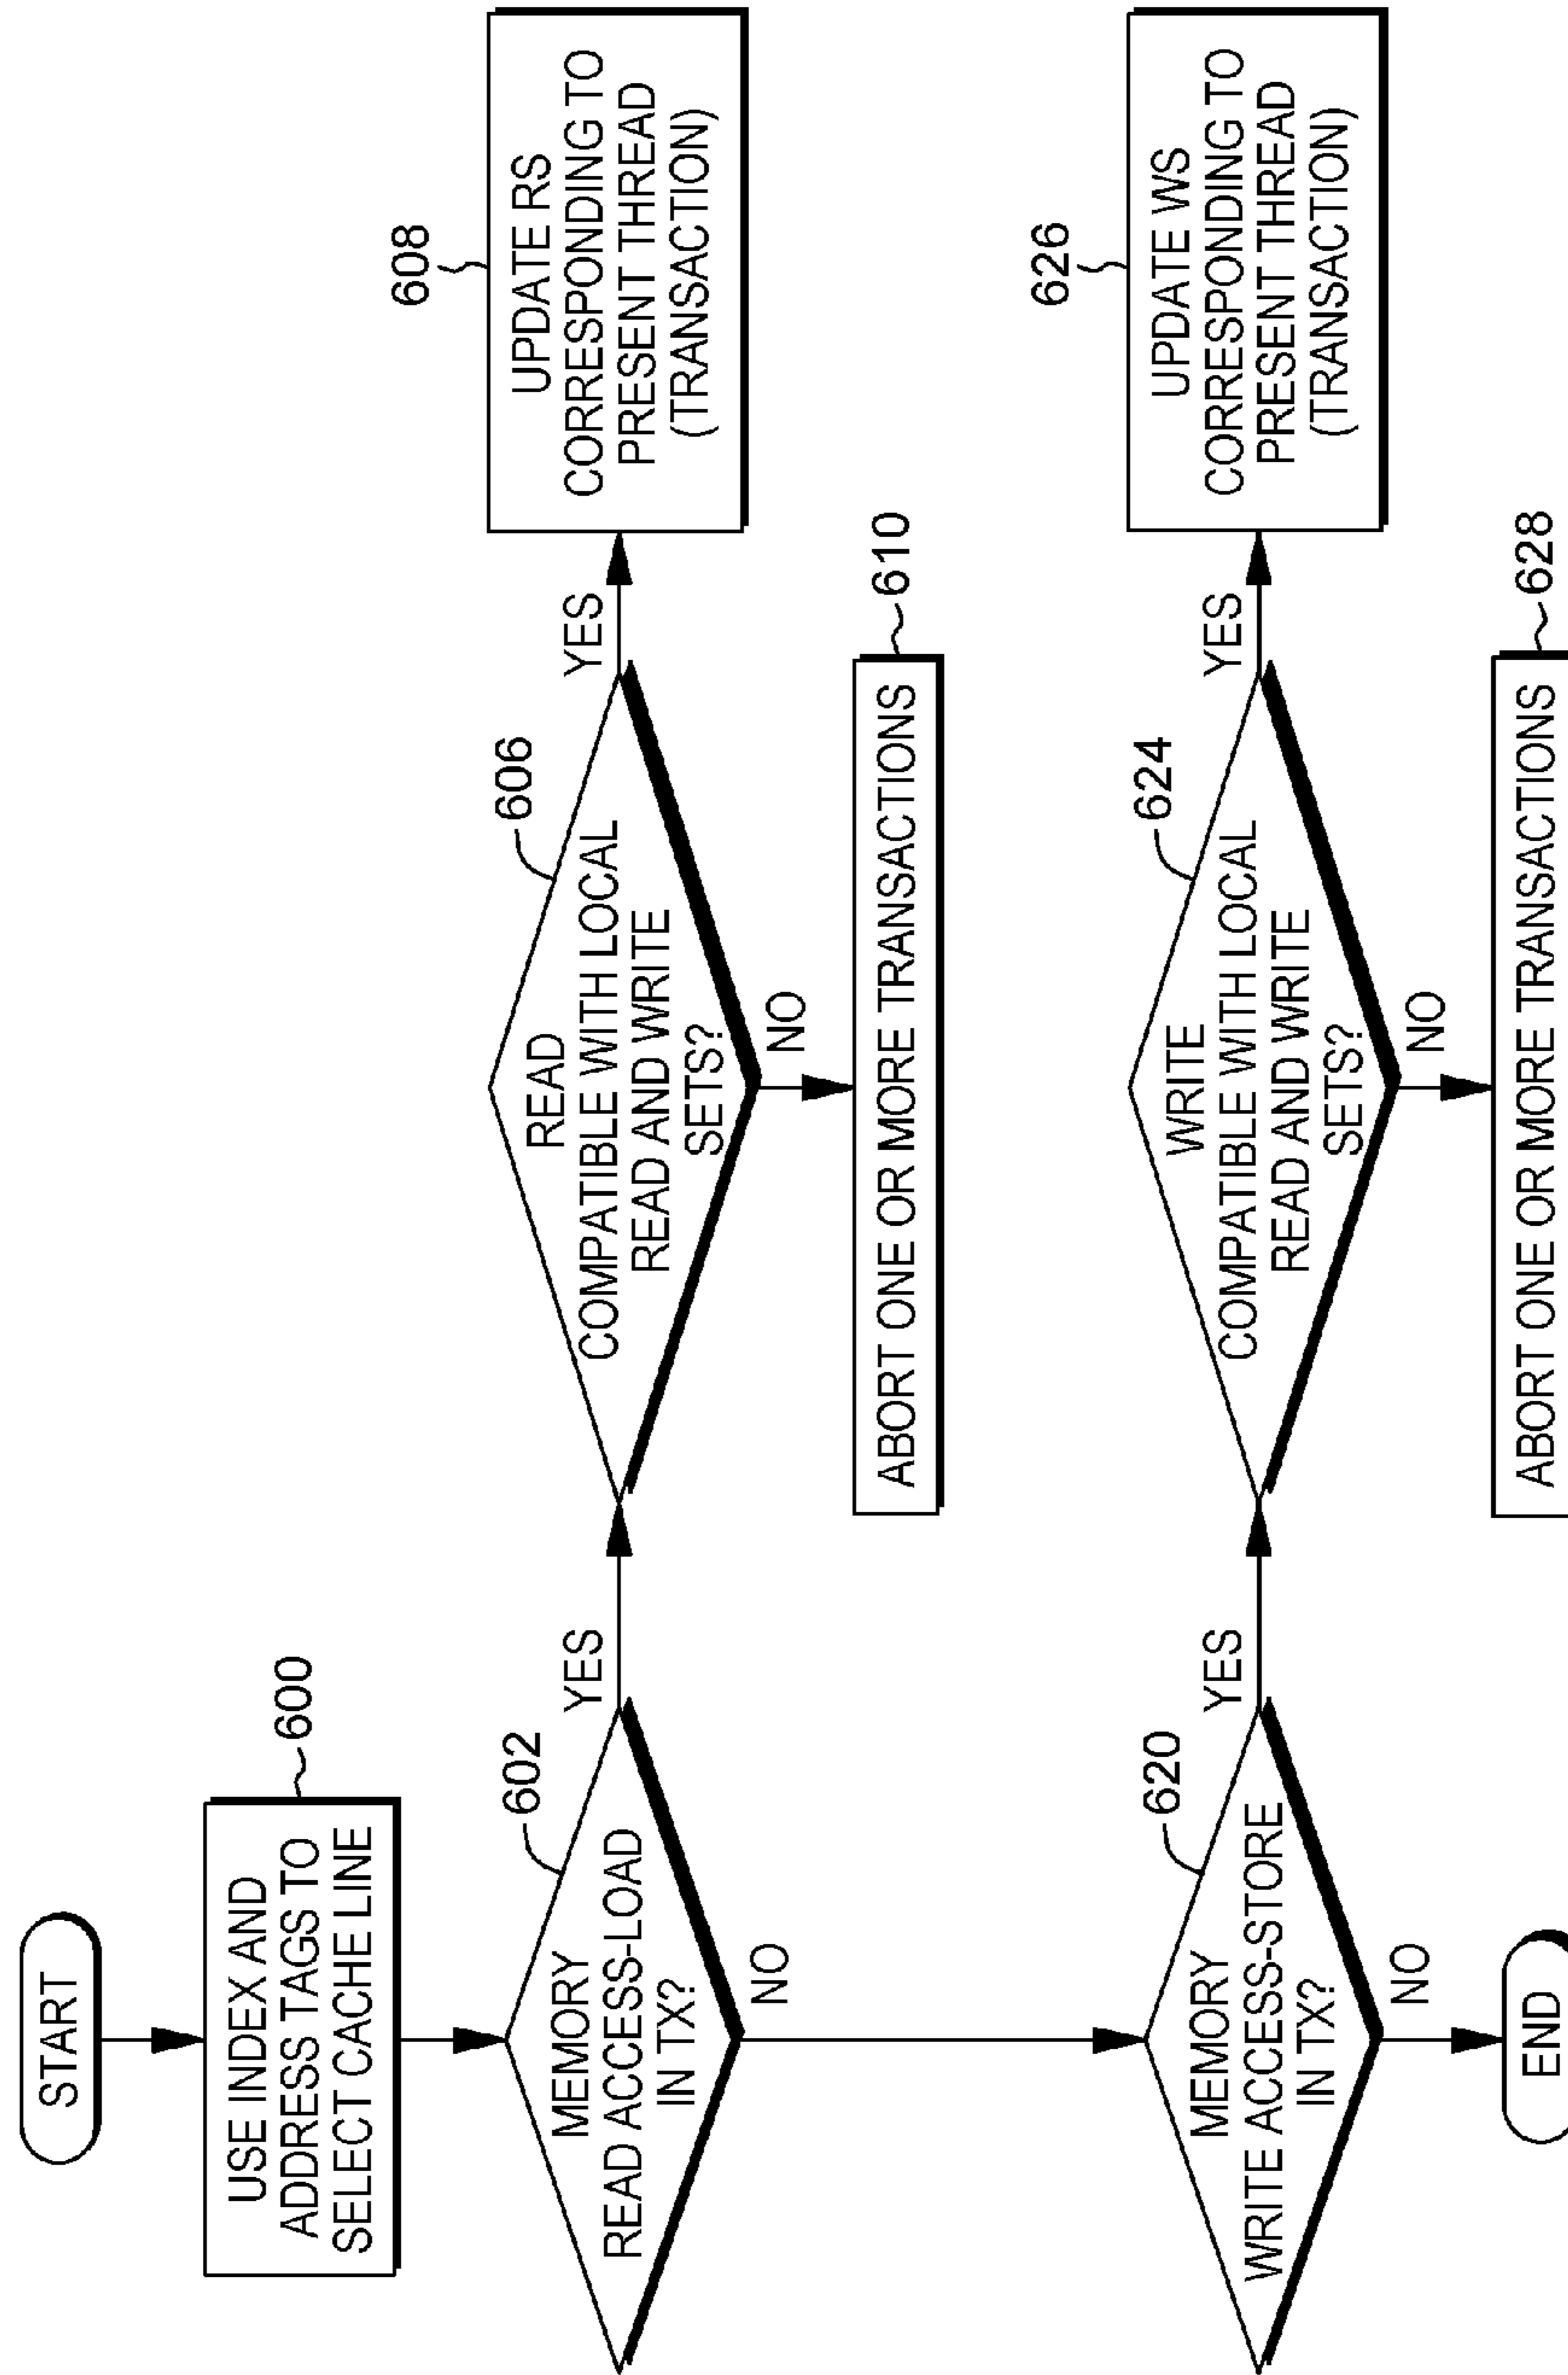 START
600
USE INDEX AND
ADDRESS TAGS TO
SELECT CACHE LINE
602
MEMORY
READ ACCESS-LOAD
IN TX?
YES
NO
606
READ
COMPATIBLE WITH LOCAL
READ AND WRITE
SETS?
YES
NO
608
UPDATE RS
CORRESPONDING TO
PRESENT THREAD
(TRANSACTION)
610
ABORT ONE OR MORE TRANSACTIONS
620
MEMORY
WRITE ACCESS-STORE
IN TX?
YES
NO
624
WRITE
COMPATIBLE WITH LOCAL
READ AND WRITE
SETS?
YES
NO
626
UPDATE WS
CORRESPONDING TO
PRESENT THREAD
(TRANSACTION)
628
ABORT ONE OR MORE TRANSACTIONS
END